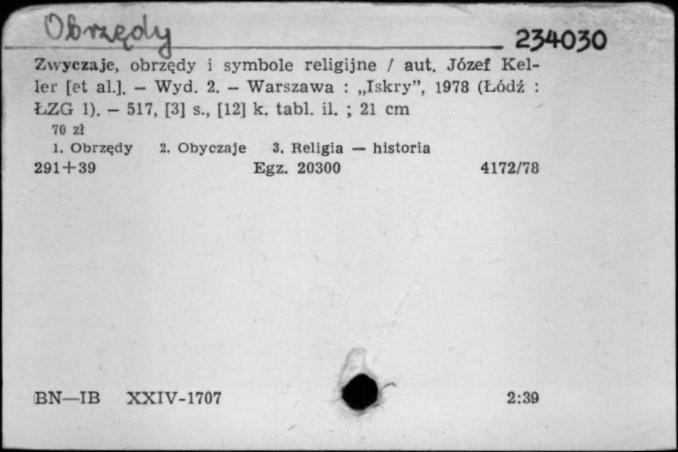 Obrzędy
234030
Zwyczaje, obrzędy i symbole religijne / aut. Józef Kel-
ler [et al.]. — Wyd. 2. — Warszawa : „Iskry”, 1978 (Łódź :
ŁZG 1). — 517, [3] s., [12] k. tabl. il. ; 21 cm
70 zł
1. Obrzędy 2. Obyczaje 3. Religia — historia
291+39 Egz. 20300 4172/78
BN—IB XXIV-1707 2:39